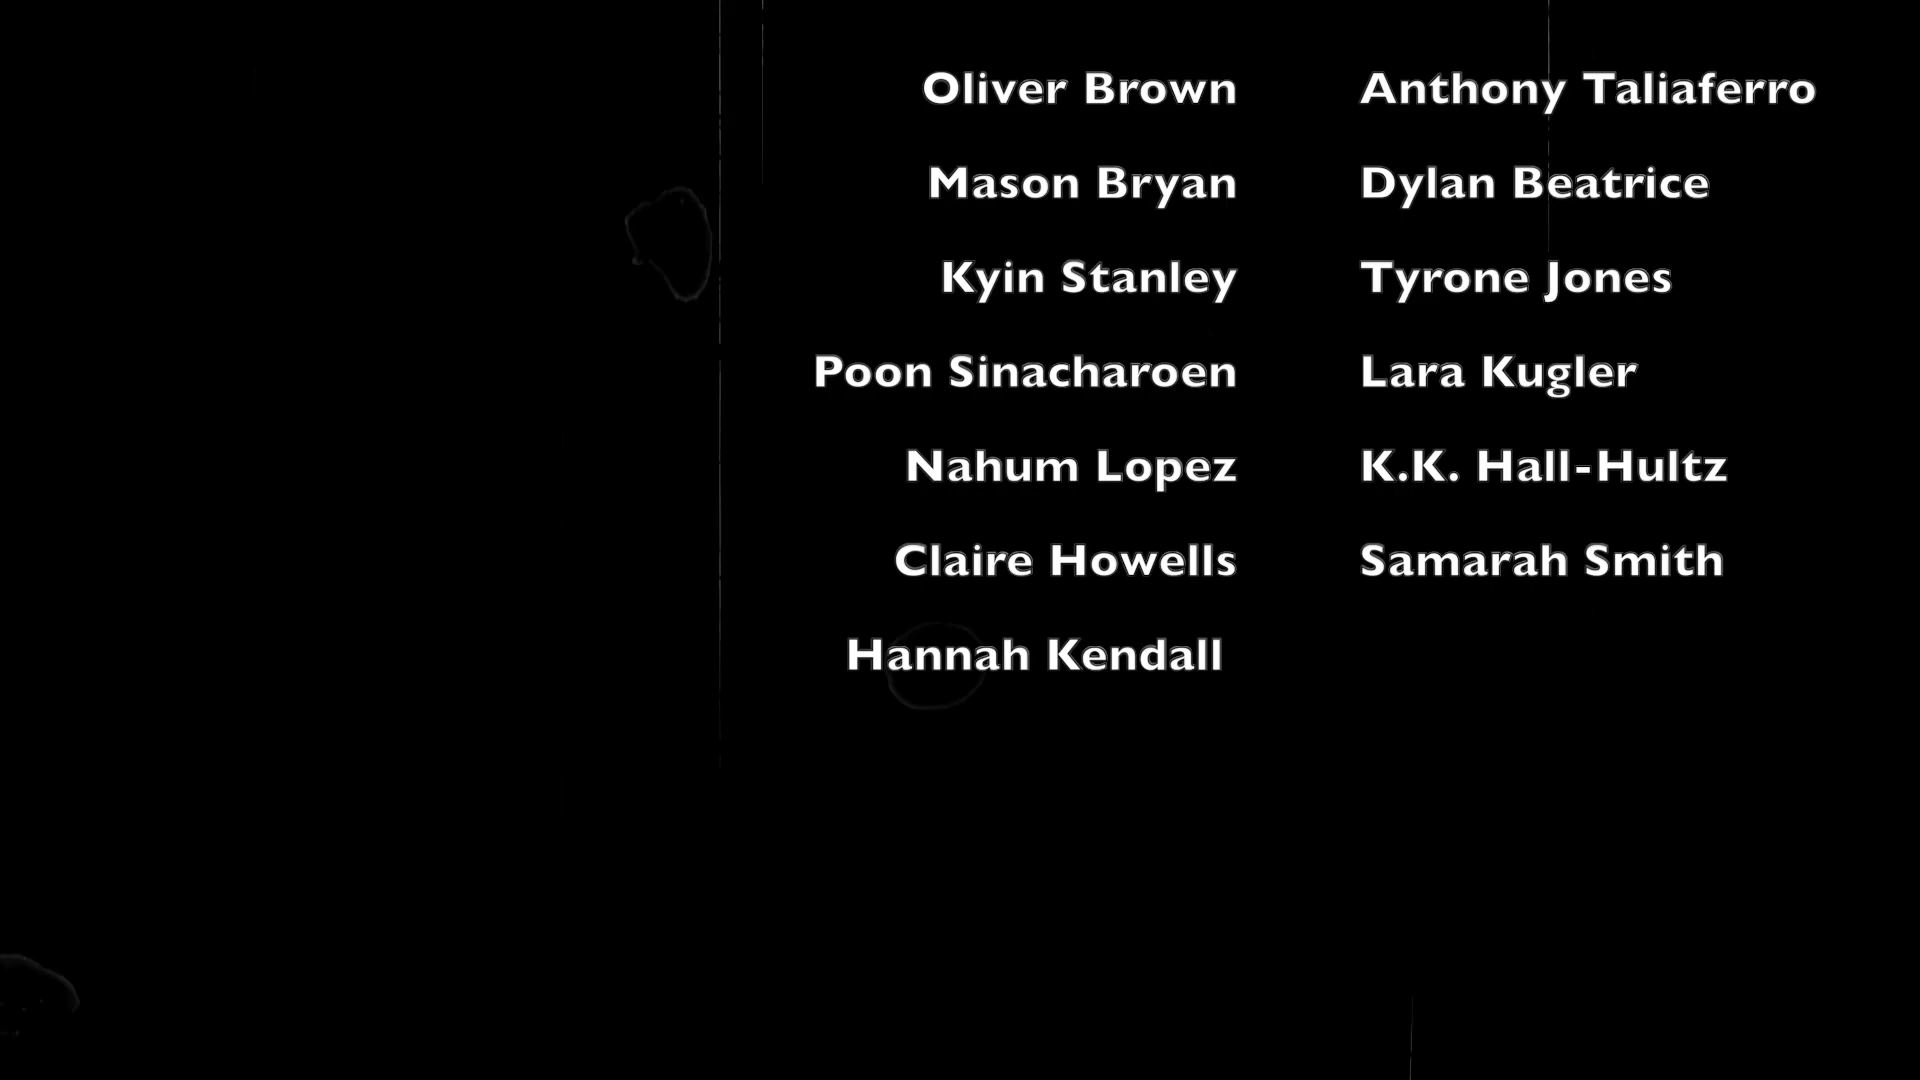 Oliver Brown Anthony Taliaferro
Mason Bryan Dylan Beatrice
Kyin Stanley Tyrone Jones
Poon Sinacharoen Lara Kugler
Nahum Lopez K.K. Hall-Hultz
Claire Howells Samarah Smith
Hannah Kendall